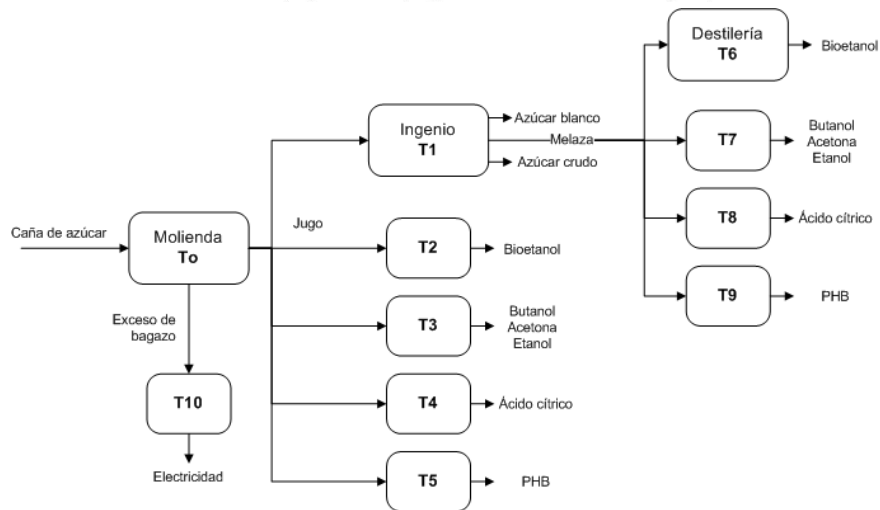 Destilería
T6
Bioetanol
Ingenio
T1
Azúcar blanco
Melaza
Azúcar crudo
T7
Butanol
Acetona
Etanol
T8
Ácido cítrico
T9
PHB
Caña de azúcar
Molienda
To
Jugo
T2
Bioetanol
T3
Butanol
Acetona
Etanol
T4
Ácido cítrico
T5
PHB
Exceso de
bagazo
T10
Electricidad